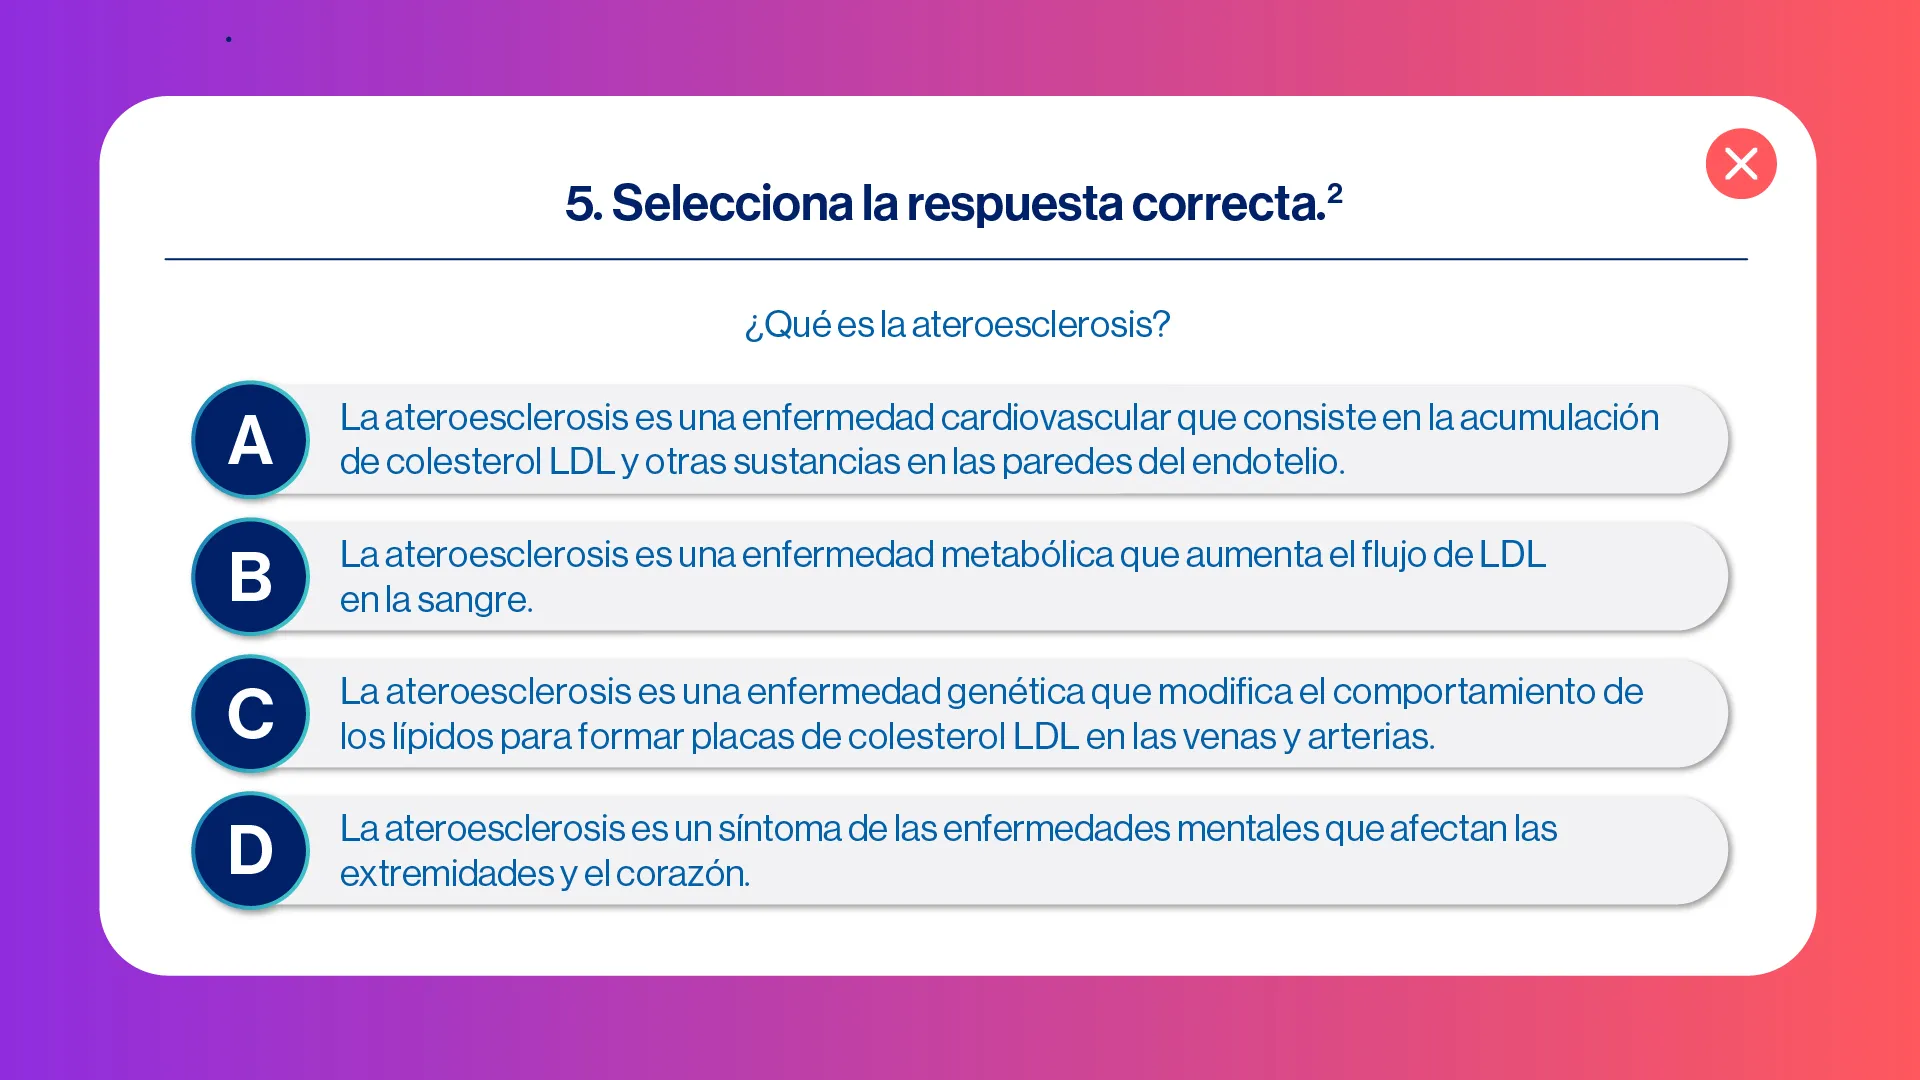 5. Selecciona la respuesta correcta.²
¿Qué es la ateroesclerosis?
A
La ateroesclerosis es una enfermedad cardiovascular que consiste en la acumulación
de colesterol LDL y otras sustancias en las paredes del endotelio.
B
La ateroesclerosis es una enfermedad metabólica que aumenta el flujo de LDL
en la sangre.
C
La ateroesclerosis es una enfermedad genética que modifica el comportamiento de
los lípidos para formar placas de colesterol LDL en las venas y arterias.
D
La ateroesclerosis es un síntoma de las enfermedades mentales que afectan las
extremidades y el corazón.